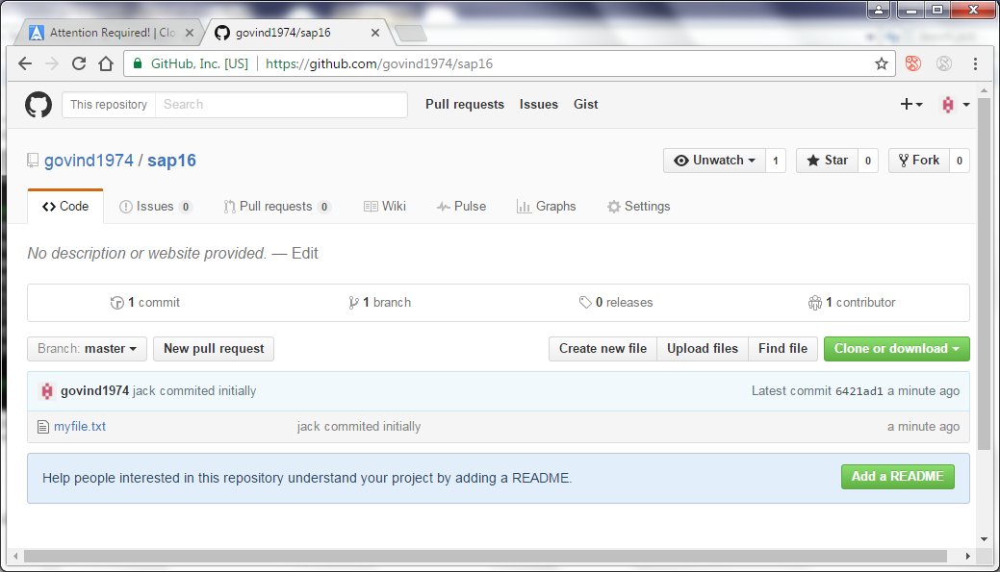 Attention Required! | Clo
govind1974/sap16
GitHub, Inc. [US] https://github.com/govind1974/sap16
This repository Search Pull requests Issues Gist
govind1974 / sap16 Unwatch 1 Star 0 Fork 0
Code Issues 0 Pull requests 0 Wiki Pulse Graphs Settings
No description or website provided. — Edit
1 commit 1 branch 0 releases 1 contributor
Branch: master New pull request Create new file Upload files Find file Clone or download
govind1974 jack commited initially Latest commit 6421ad1 a minute ago
myfile.txt jack commited initially a minute ago
Help people interested in this repository understand your project by adding a README. Add a README